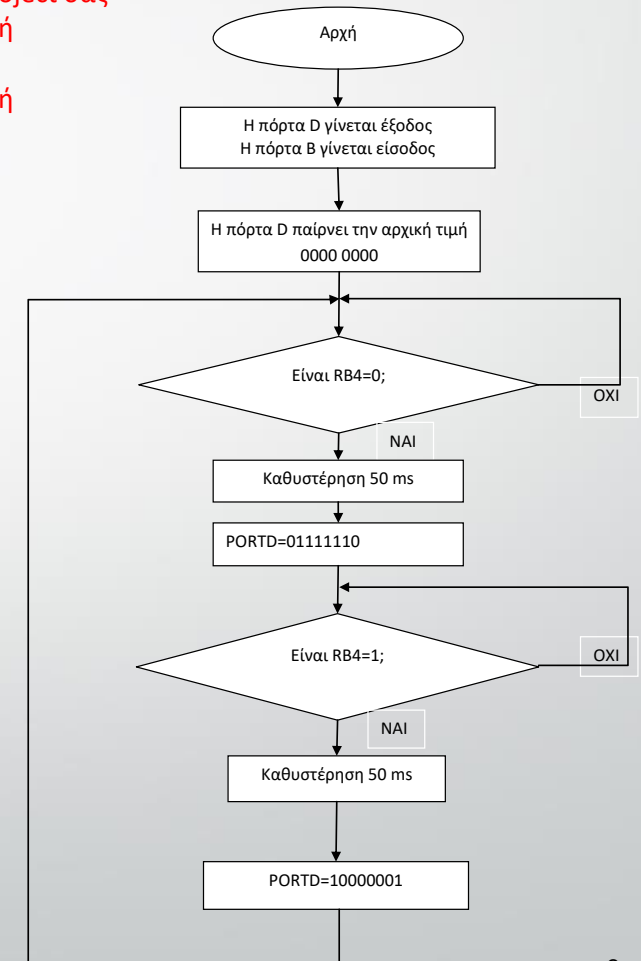 σας
ή
ή
Αρχή
Η πόρτα D γίνεται έξοδος
Η πόρτα Β γίνεται είσοδος
Η πόρτα D παίρνει την αρχική τιμή
0000 0000
Είναι RB4=0;
ΟΧΙ
ΝΑΙ
Καθυστέρηση 50 ms
PORTD=01111110
Είναι RB4=1;
ΟΧΙ
ΝΑΙ
Καθυστέρηση 50 ms
PORTD=10000001